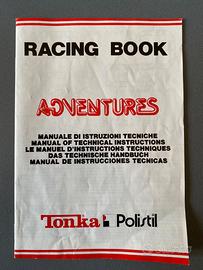 RACING BOOK
ADVENTURES
MANUALE DI ISTRUZIONI TECNICHE
MANUAL OF TECHNICAL INSTRUCTIONS
LE MANUEL D'INSTRUCTIONS TECHNIQUES
DAS TECHNISCHE HANDBUCH
MANUAL DE INSTRUCCIONES TECNICAS
Tonka Polistil